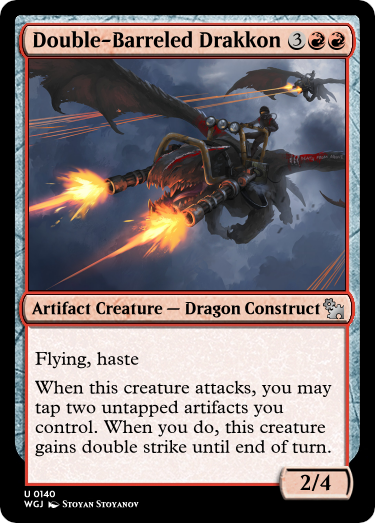 Double-Barreled Drakkon 3
Artifact Creature — Dragon Construct
Flying, haste
When this creature attacks, you may
tap two untapped artifacts you
control. When you do, this creature
gains double strike until end of turn.
2/4
U 0140
WGJ Stoyan Stoyanov